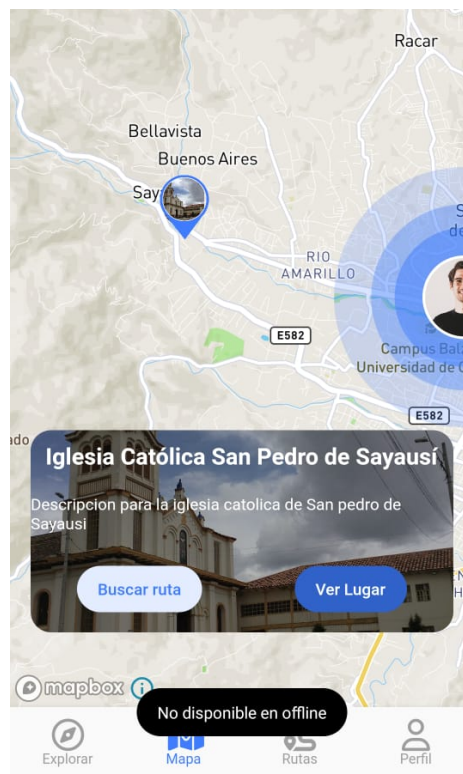 Racar
Bellavista
Buenos Aires
Say
RIO
AMARILLO
E582
Campus Bal
Universidad de
E582
Iglesia Católica San Pedro de Sayausí
Descripcion para la iglesia catolica de San pedro de
Sayausi
Buscar ruta
Ver Lugar
mapbox
No disponible en offline
Explorar
Mapa
Rutas
Perfil